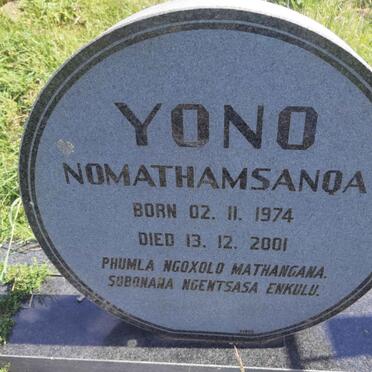 YONO
NOMATHAMSANQA
BORN 02. 11. 1974
DIED 13. 12. 2001
PHUMLA NGOXOLO MATHANGANA.
SOBONANA NGENTSASA ENKULU.